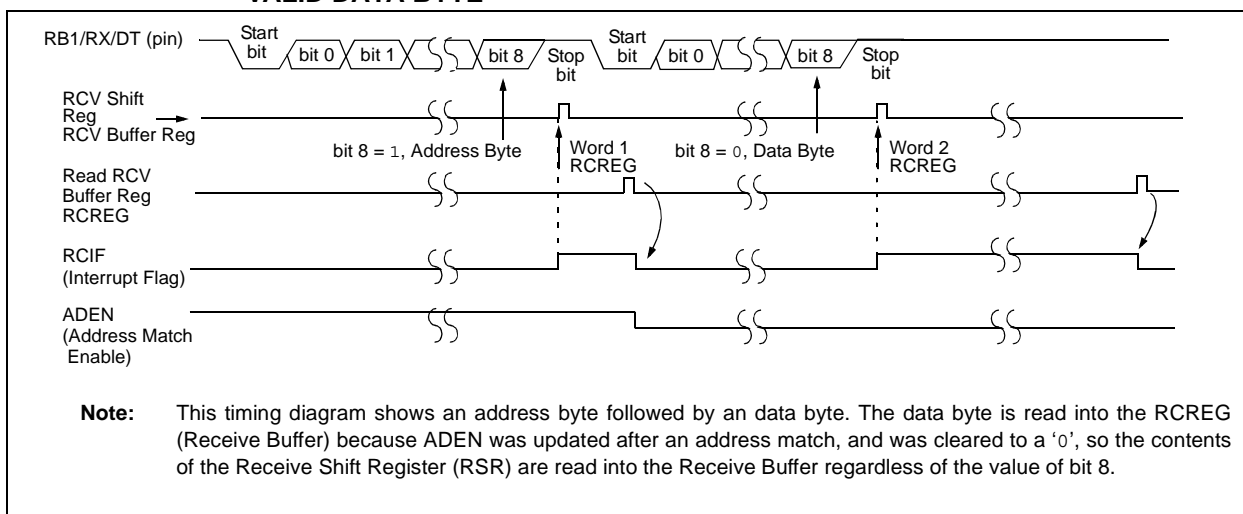 VALID DATA BYTE
RB1/RX/DT (pin)
Start
bit
bit 0
bit 1
bit 8
Stop
bit
Start
bit
bit 0
bit 8
Stop
bit
RCV Shift
Reg
RCV Buffer Reg
bit 8 = 1, Address Byte
Word 1
RCREG
bit 8 = 0, Data Byte
Word 2
RCREG
Read RCV
Buffer Reg
RCREG
RCIF
(Interrupt Flag)
ADEN
(Address Match
Enable)
Note: This timing diagram shows an address byte followed by an data byte. The data byte is read into the RCREG
(Receive Buffer) because ADEN was updated after an address match, and was cleared to a ‘0’, so the contents
of the Receive Shift Register (RSR) are read into the Receive Buffer regardless of the value of bit 8.